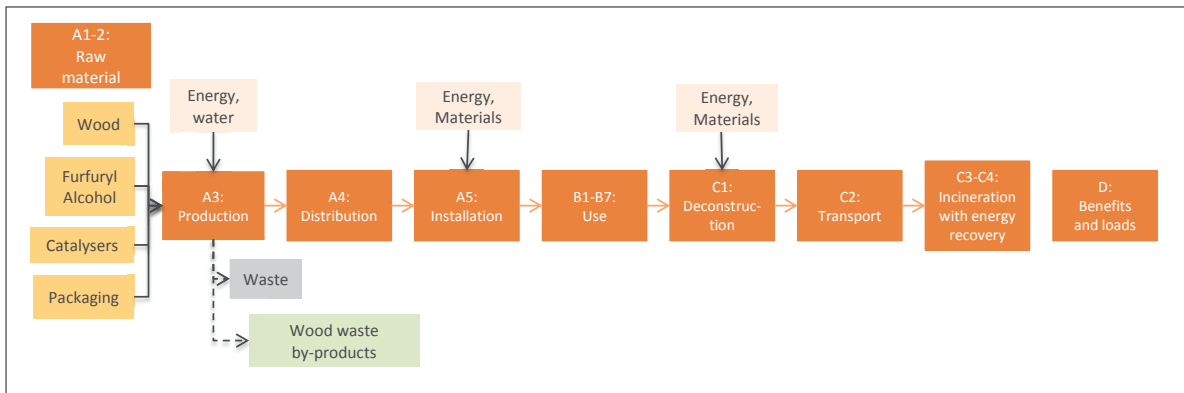 A1-2:
Raw
material
Wood
Furfuryl
Alcohol
Catalysers
Packaging
Energy,
water
A3:
Production
Waste
Wood waste
by-products
A4:
Distribution
Energy,
Materials
A5:
Installation
B1-B7:
Use
Energy,
Materials
C1:
Deconstruc-
tion
C2:
Transport
C3-C4:
Incineration
with energy
recovery
D:
Benefits
and loads